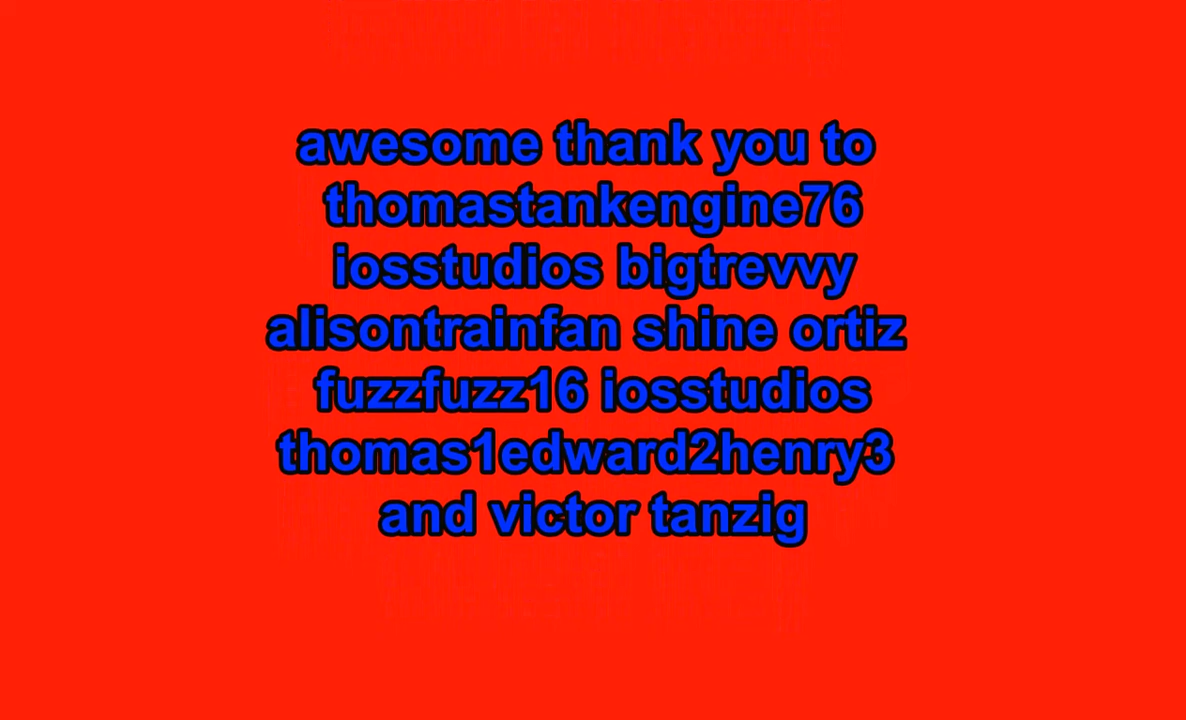 awesome thank you to
thomastankengine76
iosstudios bigtrevvy
alisontrainfan shine ortiz
fuzzfuzz16 iosstudios
thomas1edward2henry3
and victor tanzig